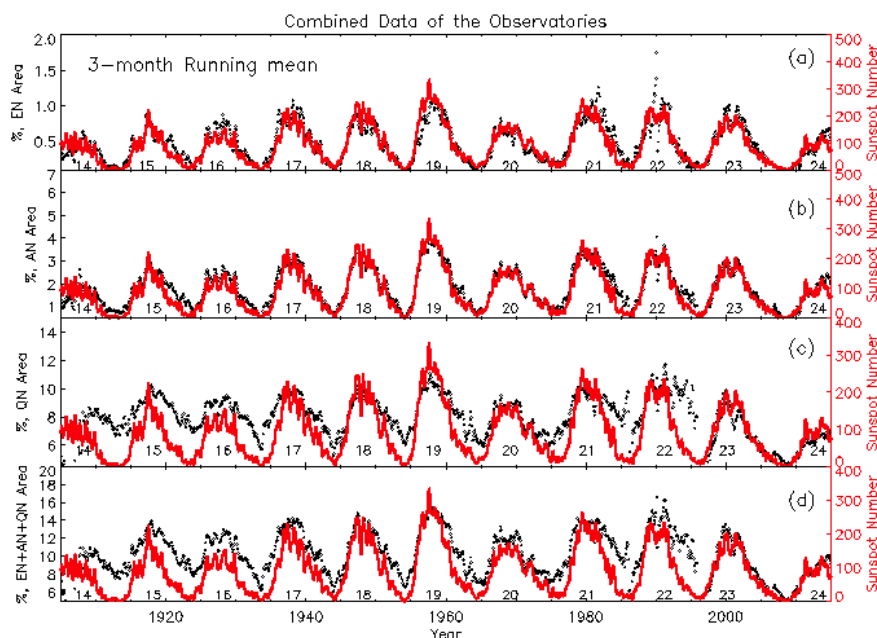 Combined Data of the Observatories
3-month Running mean
(a)
%, EN Area
2.0
1.5
1.0
0.5
500
400
300
200
100
0
Sunspot Number
14 15 16 17 18 19 20 21 22 23 24
(b)
%, AN Area
7
6
5
4
3
2
1
500
400
300
200
100
0
Sunspot Number
14 15 16 17 18 19 20 21 22 23 24
(c)
%, QN Area
14
12
10
8
6
400
300
200
100
0
Sunspot Number
14 15 16 17 18 19 20 21 22 23 24
(d)
%, EN+AN+QN Area
20
18
16
14
12
10
8
6
400
300
200
100
0
Sunspot Number
14 15 16 17 18 19 20 21 22 23 24
1920 1940 1960 1980 2000
Year